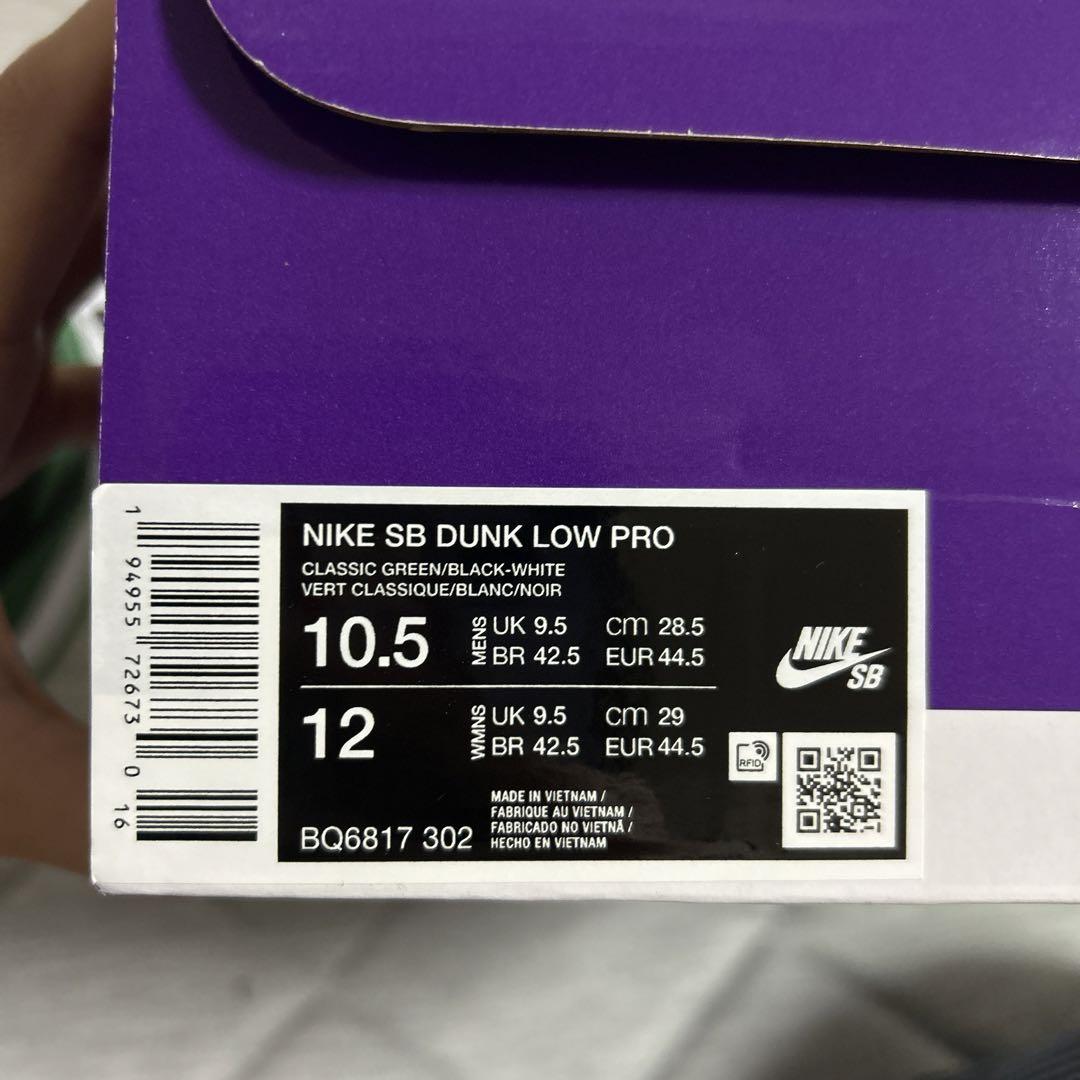 NIKE SB DUNK LOW PRO
CLASSIC GREEN/BLACK-WHITE
VERT CLASSIQUE/BLANC/NOIR
10.5
MENS
UK 9.5 cm 28.5
BR 42.5 EUR 44.5
12
WMNS
UK 9.5 cm 29
BR 42.5 EUR 44.5
NIKE
SB
RFID
MADE IN VIETNAM /
FABRIQUE AU VIETNAM /
FABRICADO NO VIETNÃ /
HECHO EN VIETNAM
BQ6817 302
1 94955 72673 0 16